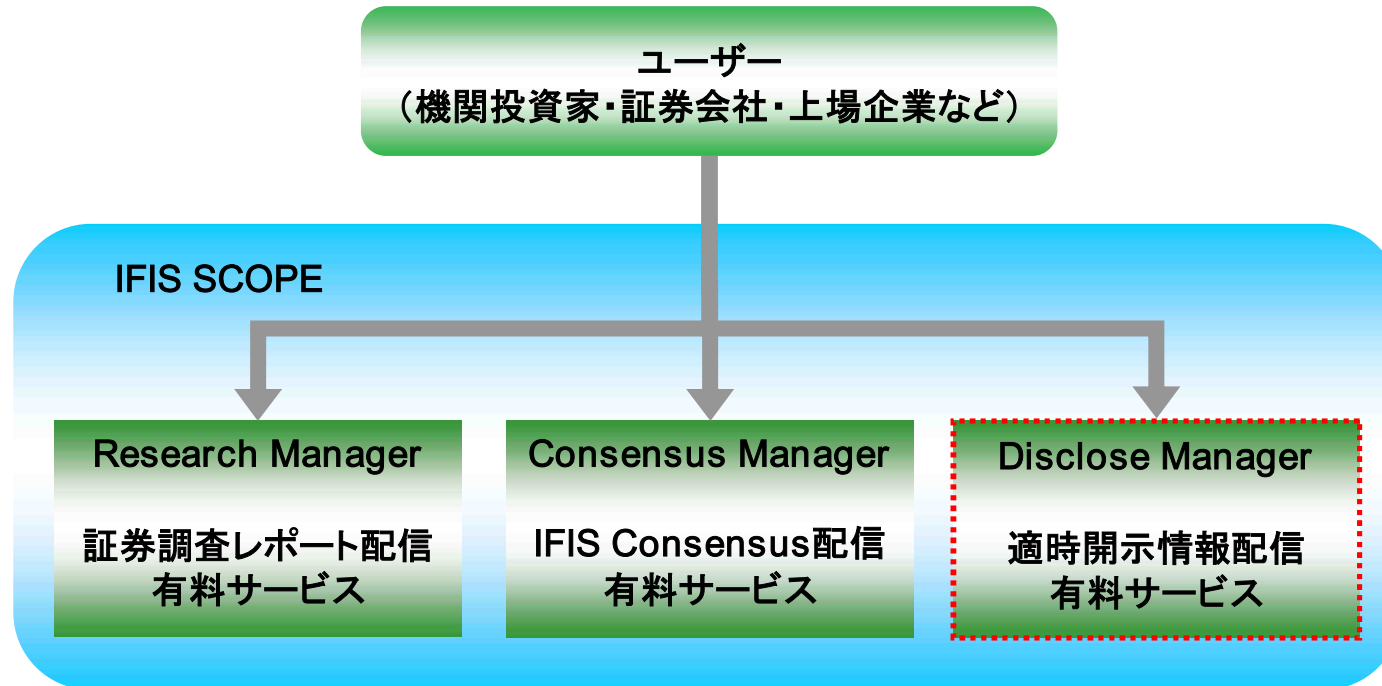 ユーザー
（機関投資家・証券会社・上場企業など）
IFIS SCOPE
Research Manager
証券調査レポート配信
有料サービス
Consensus Manager
IFIS Consensus配信
有料サービス
Disclose Manager
適時開示情報配信
有料サービス